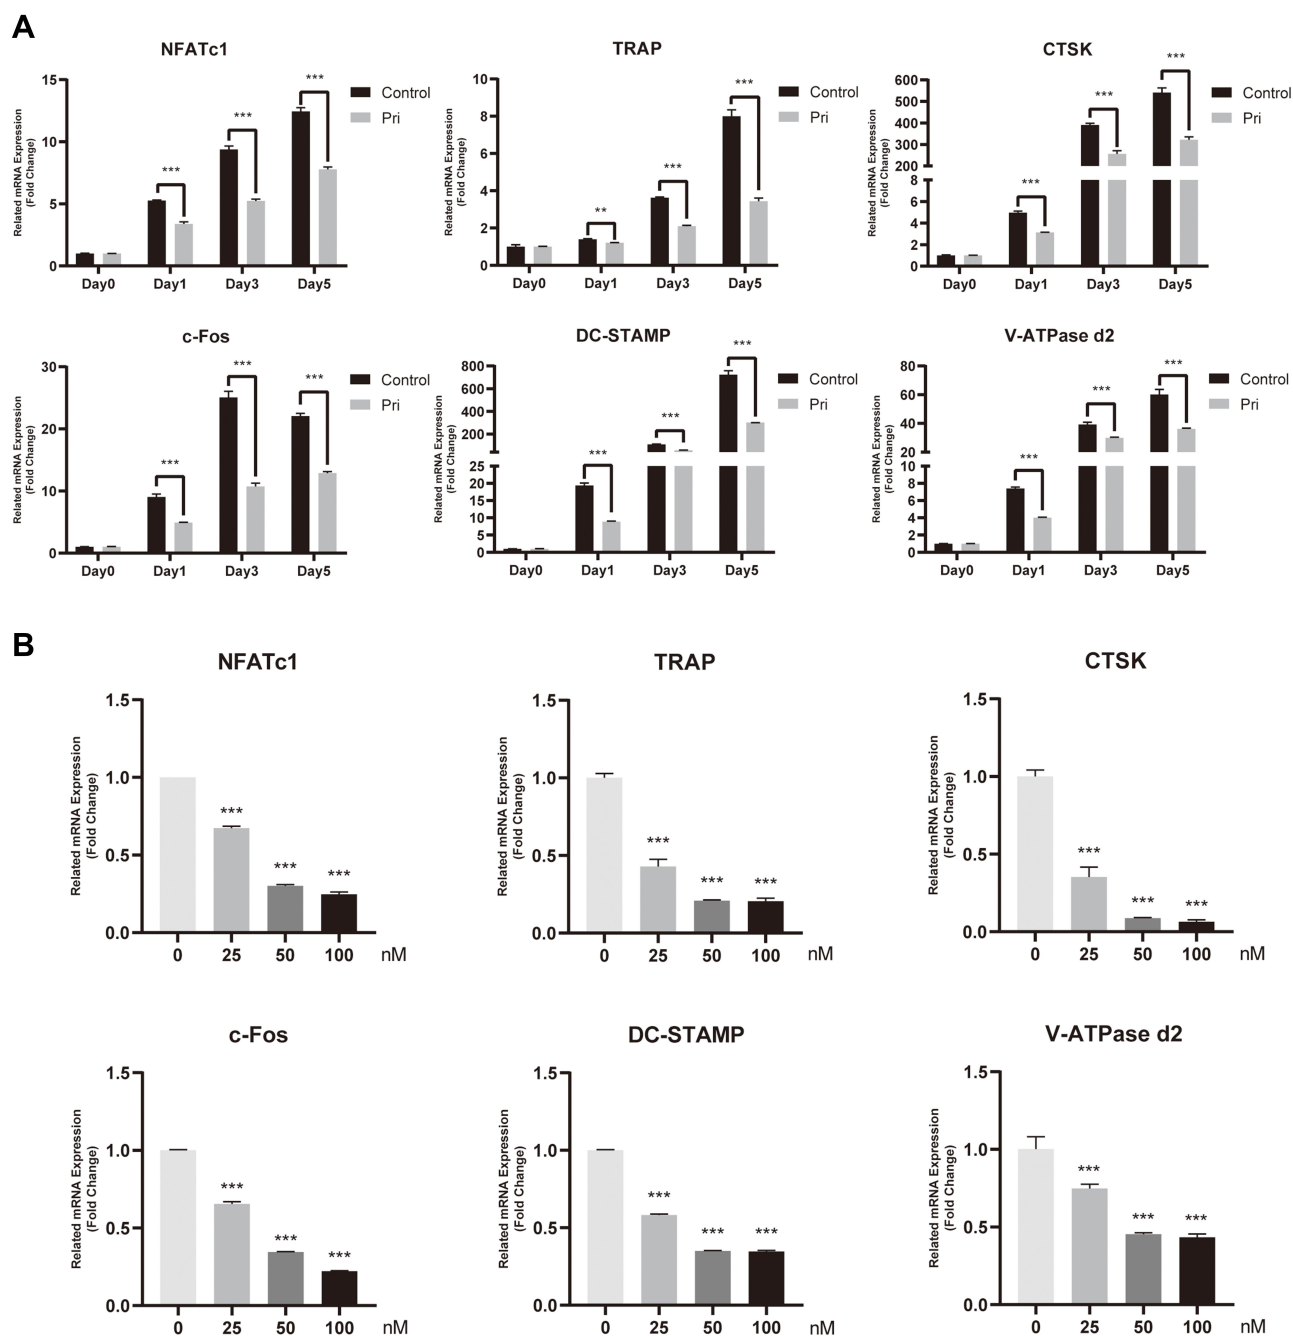 A
NFATc1
Related mRNA Expression
(Fold Change)
15
10
5
0
***
***
***
Control
Pri
Day0 Day1 Day3 Day5
TRAP
Related mRNA Expression
(Fold Change)
10
8
6
4
2
0
**
***
***
Control
Pri
Day0 Day1 Day3 Day5
CTSK
Related mRNA Expression
(Fold Change)
600
500
400
300
200
8
6
4
2
0
***
***
***
Control
Pri
Day0 Day1 Day3 Day5
c-Fos
Related mRNA Expression
(Fold Change)
30
20
10
0
***
***
***
Control
Pri
Day0 Day1 Day3 Day5
DC-STAMP
Related mRNA Expression
(Fold Change)
800
600
400
200
25
20
15
10
5
0
***
***
***
Control
Pri
Day0 Day1 Day3 Day5
V-ATPase d2
Related mRNA Expression
(Fold Change)
80
60
40
20
10
8
6
4
2
0
***
***
***
Control
Pri
Day0 Day1 Day3 Day5
B
NFATc1
Related mRNA Expression
(Fold Change)
1.5
1.0
0.5
0.0
***
***
***
0 25 50 100 nM
TRAP
Related mRNA Expression
(Fold Change)
1.5
1.0
0.5
0.0
***
***
***
0 25 50 100 nM
CTSK
Related mRNA Expression
(Fold Change)
1.5
1.0
0.5
0.0
***
***
***
0 25 50 100 nM
c-Fos
Related mRNA Expression
(Fold Change)
1.5
1.0
0.5
0.0
***
***
***
0 25 50 100 nM
DC-STAMP
Related mRNA Expression
(Fold Change)
1.5
1.0
0.5
0.0
***
***
***
0 25 50 100 nM
V-ATPase d2
Related mRNA Expression
(Fold Change)
1.5
1.0
0.5
0.0
***
***
***
0 25 50 100 nM